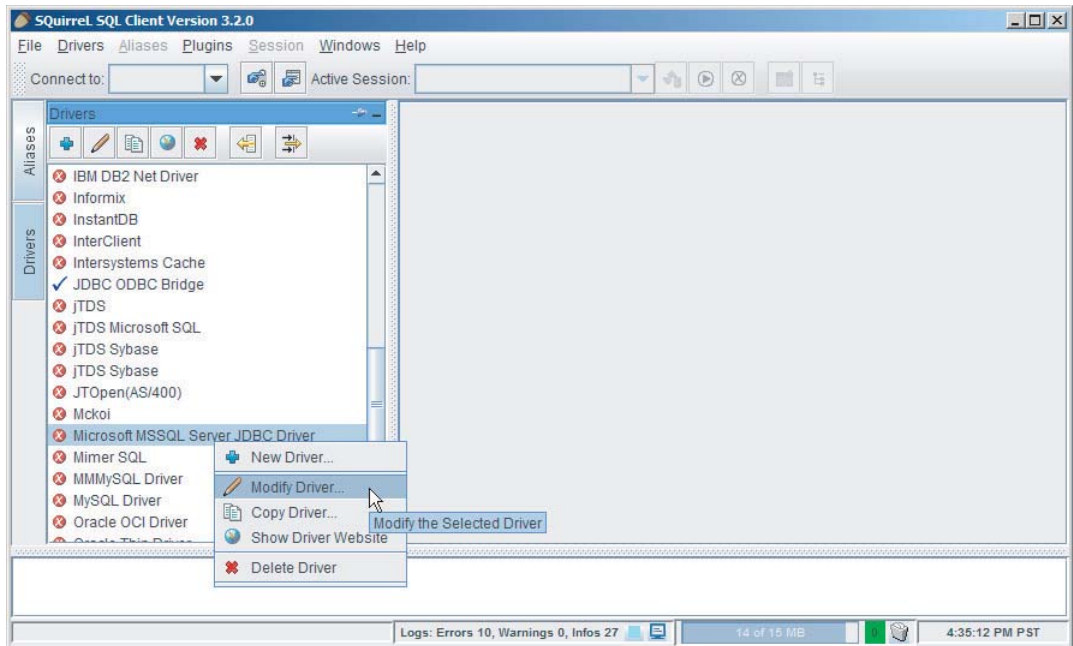 SQuirreL SQL Client Version 3.2.0
File Drivers Aliases Plugins Session Windows Help
Connect to: Active Session:
Drivers
Aliases
Drivers
IBM DB2 Net Driver
Informix
InstantDB
InterClient
Intersystems Cache
JDBC ODBC Bridge
jTDS
jTDS Microsoft SQL
jTDS Sybase
jTDS Sybase
JTOpen(AS/400)
Mckoi
Microsoft MSSQL Server JDBC Driver
Mimer SQL
MMMySQL Driver
MySQL Driver
Oracle OCI Driver
Oracle Thin Driver
New Driver...
Modify Driver...
Copy Driver...
Modify the Selected Driver
Show Driver Website
Delete Driver
Logs: Errors 10, Warnings 0, Infos 27
14 of 15 MB
0
4:35:12 PM PST